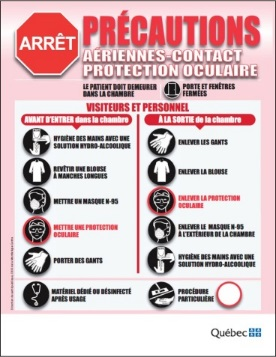 ARRÊT
PRÉCAUTIONS
AÉRIENNES-CONTACT
PROTECTION OCULAIRE
LE PATIENT DOIT DEMEURER
DANS LA CHAMBRE
PORTE ET FENÊTRES
FERMÉES
VISITEURS ET PERSONNEL
AVANT D'ENTRER dans la chambre
HYGIÈNE DES MAINS AVEC UNE
SOLUTION HYDRO-ALCOOLIQUE
REVÊTIR UNE BLOUSE
À MANCHES LONGUES
METTRE UN MASQUE N-95
METTRE UNE PROTECTION
OCULAIRE
PORTER DES GANTS
À LA SORTIE de la chambre
ENLEVER LES GANTS
ENLEVER LA BLOUSE
ENLEVER LA PROTECTION
OCULAIRE
ENLEVER LE MASQUE N-95
À L'EXTÉRIEUR DE LA CHAMBRE
HYGIÈNE DES MAINS AVEC UNE
SOLUTION HYDRO-ALCOOLIQUE
MATÉRIEL DÉDIÉ OU DÉSINFECTÉ
APRÈS USAGE
PROCÉDURE
PARTICULIÈRE
Québec